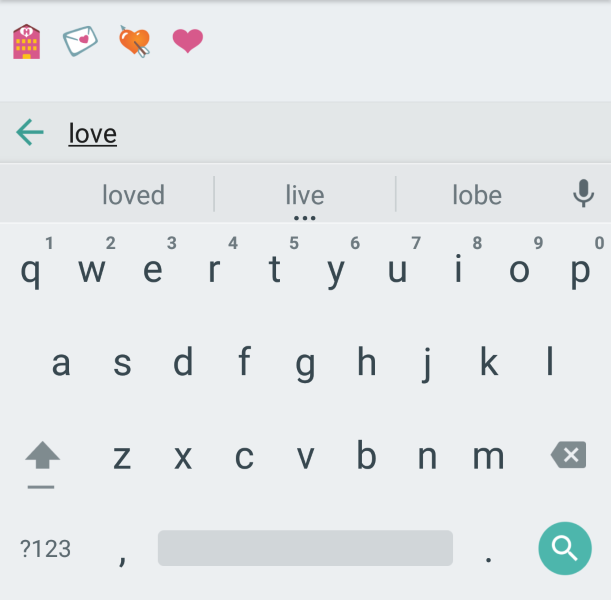 love
loved live lobe
1 2 3 4 5 6 7 8 9 0
q w e r t y u i o p
a s d f g h j k l
z x c v b n m
?123 , .